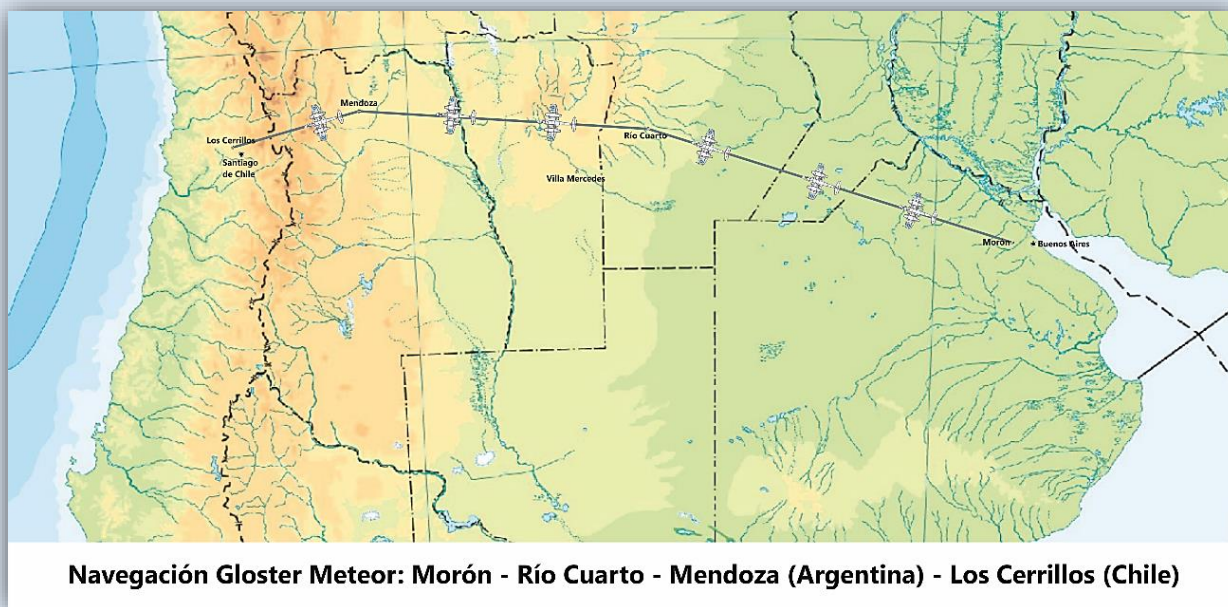 Mendoza
Los Cerrillos
Santiago
de Chile
Río Cuarto
Villa Mercedes
Morón
Buenos Aires
Navegación Gloster Meteor: Morón - Río Cuarto - Mendoza (Argentina) - Los Cerrillos (Chile)